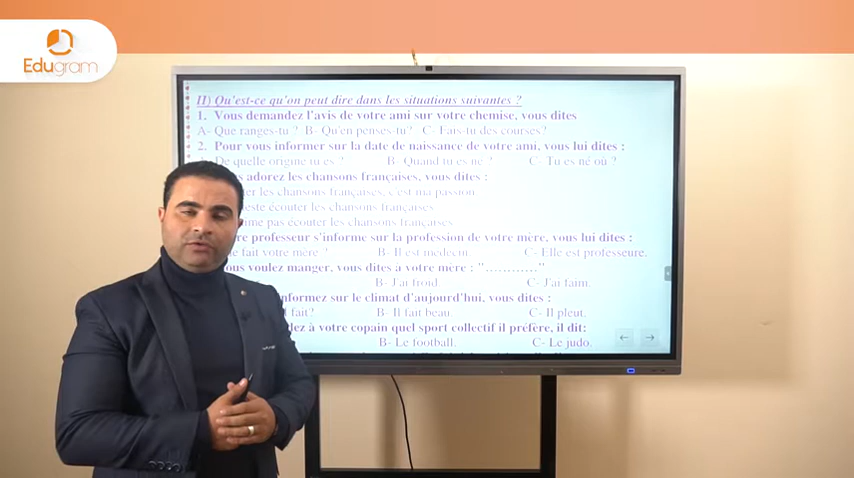 Edugram
II) Qu'est-ce qu'on peut dire dans les situations suivantes ?
1. Vous demandez l'avis de votre ami sur votre chemise, vous dites
A- Que ranges-tu ? B- Qu'en penses-tu? C- Fais-tu des courses?
2. Pour vous informer sur la date de naissance de votre ami, vous lui dites :
De quelle origine tu es ? B- Quand tu es né ? C- Tu es né où ?
adorez les chansons françaises, vous dites :
les chansons françaises, c'est ma passion
écouter les chansons françaises
pas écouter les chansons françaises
professeur s'informe sur la profession de votre mère, vous lui dites :
fait votre mère ? B- Il est médecin. C- Elle est professeure.
vous voulez manger, vous dites à votre mère : "............"
B- J'ai froid. C- J'ai faim.
informez sur le climat d'aujourd'hui, vous dites :
fait? B- Il fait beau. C- Il pleut.
à votre copain quel sport collectif il préfère, il dit:
B- Le football. C- Le judo.